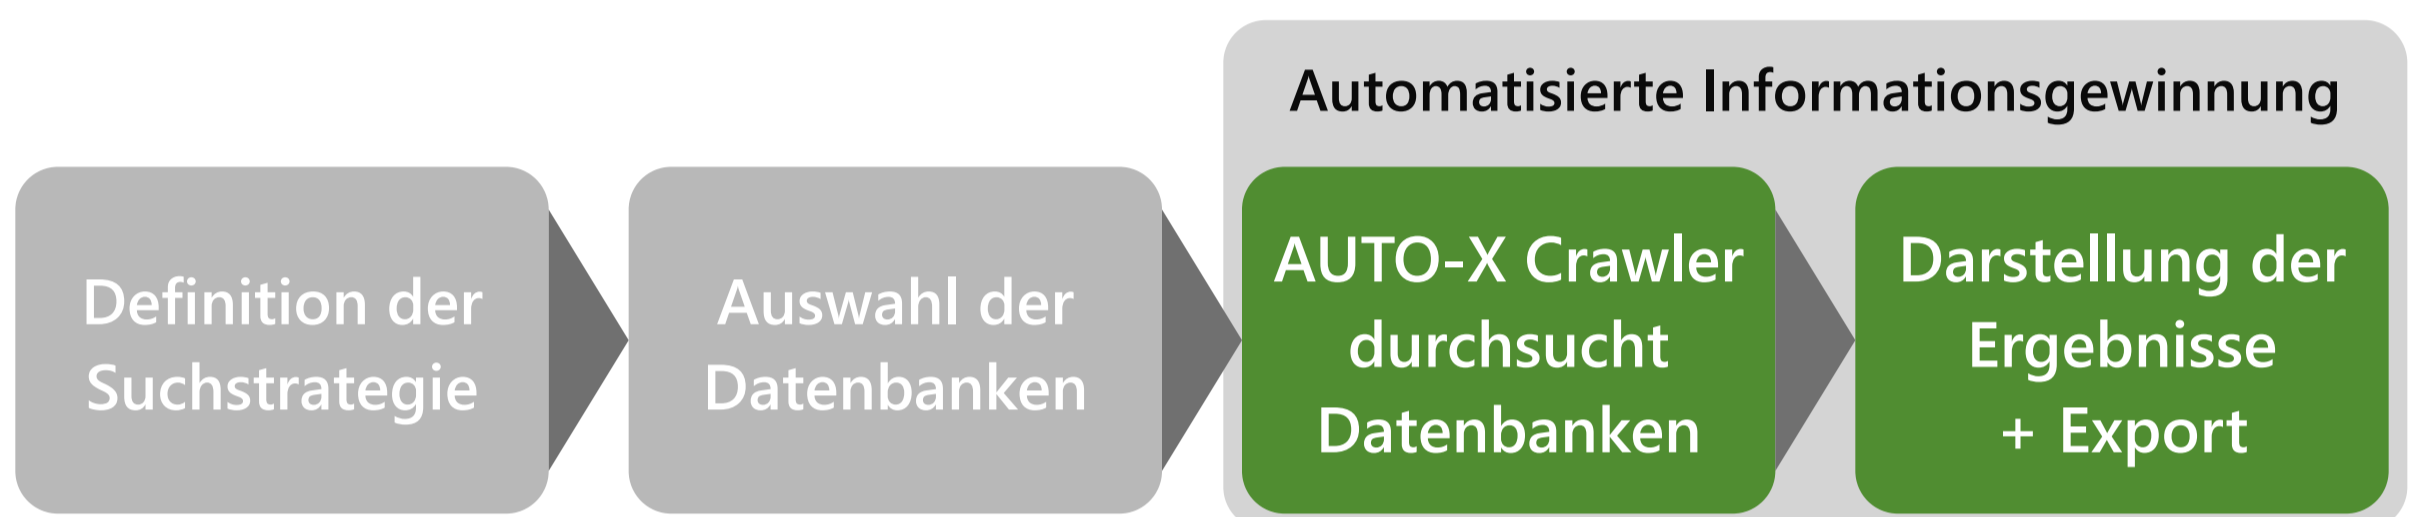 Automatisierte Informationsgewinnung
Definition der
Suchstrategie
Auswahl der
Datenbanken
AUTO-X Crawler
durchsucht
Datenbanken
Darstellung der
Ergebnisse
+ Export